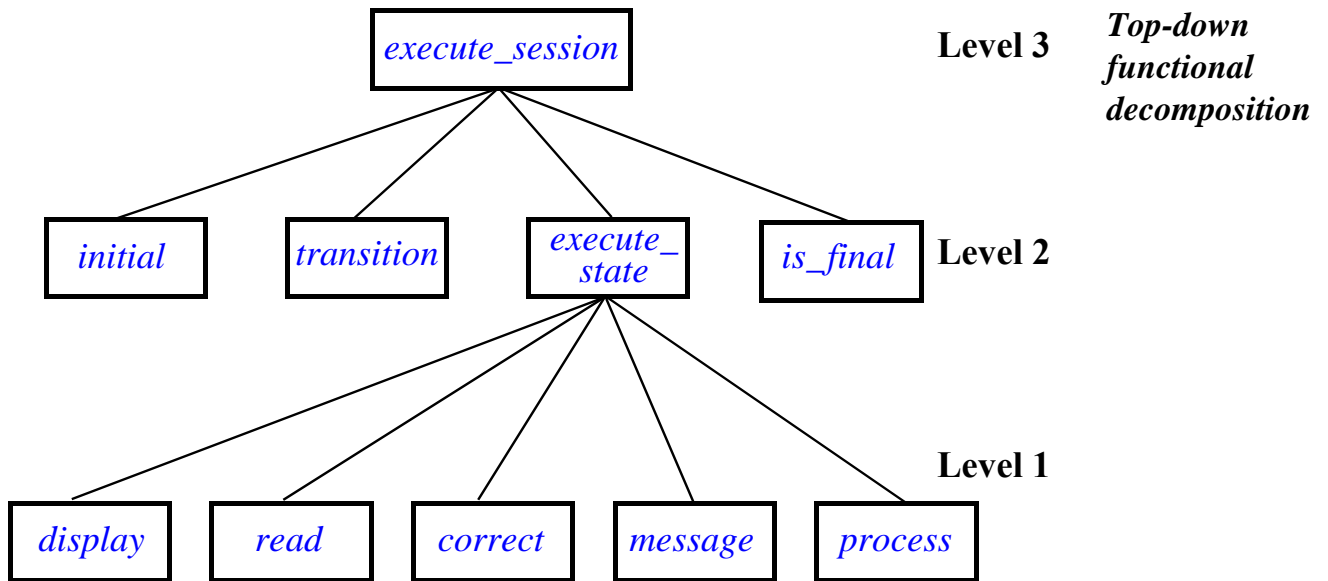 execute_session
Level 3
Top-down
functional
decomposition
initial
transition
execute_
state
is_final
Level 2
Level 1
display
read
correct
message
process